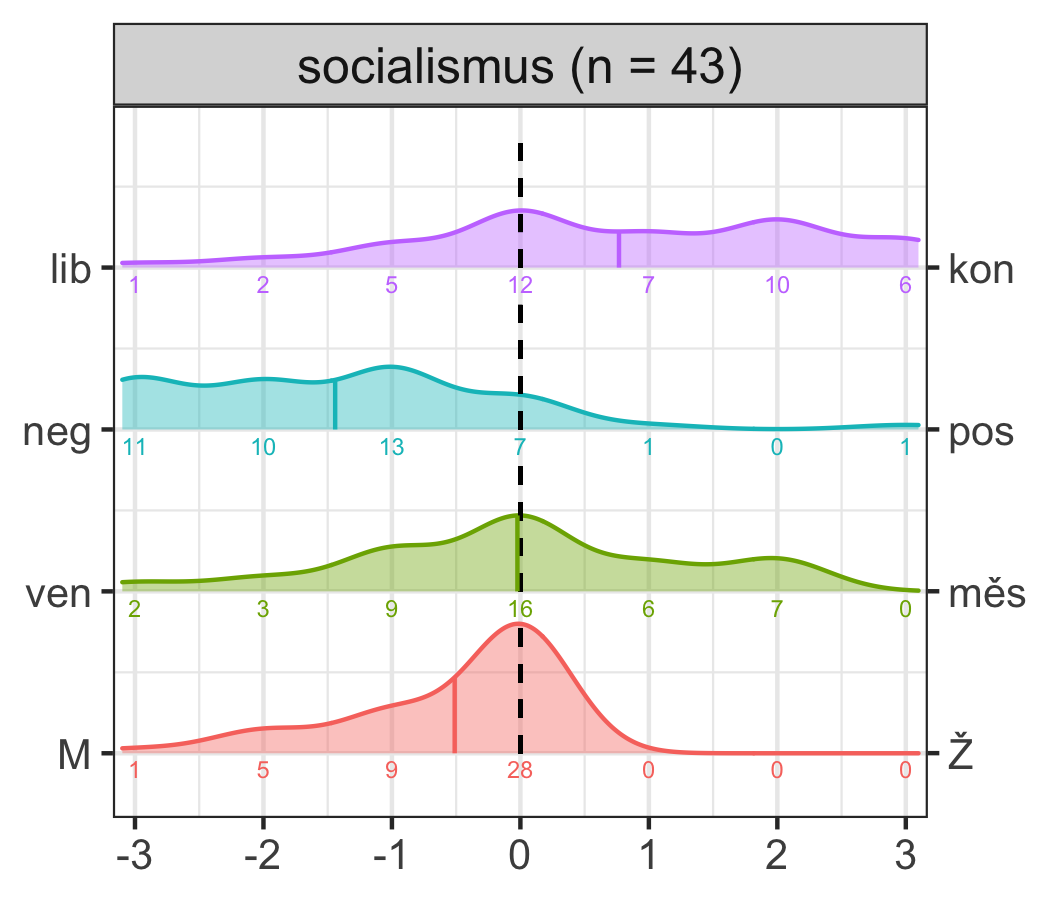 socialismus (n = 43)
lib kon
1 2 5 12 7 10 6
neg pos
11 10 13 7 1 0 1
ven měs
2 3 9 16 6 7 0
M Ž
1 5 9 28 0 0 0
-3 -2 -1 0 1 2 3